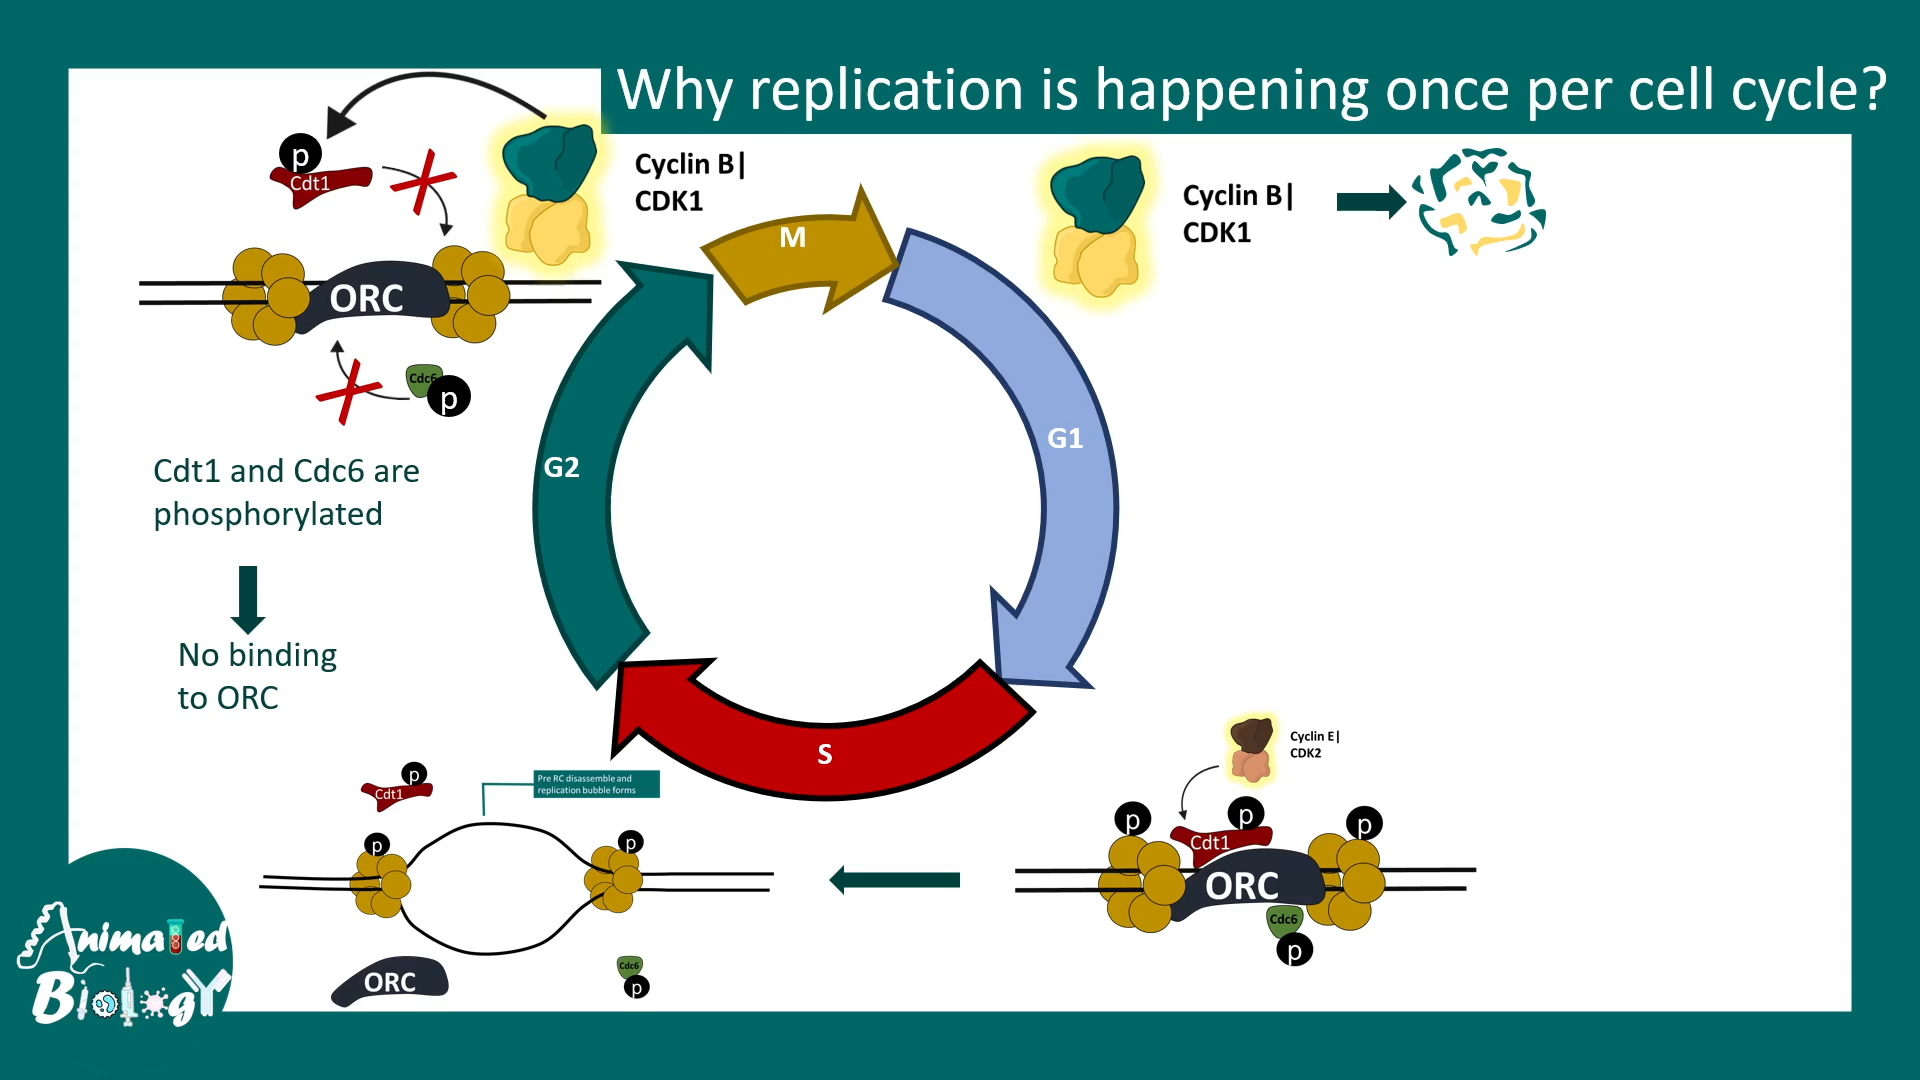 Why replication is happening once per cell cycle?
p
Cdt1
ORC
Cdc6
p
Cyclin B|
CDK1
Cyclin B|
CDK1
M
G1
G2
S
Cdt1 and Cdc6 are
phosphorylated
No binding
to ORC
Cyclin E|
CDK2
p
p
p
Cdt1
ORC
Cdc6
p
Pre RC disassemble and
replication bubble forms
p
Cdt1
p
p
ORC
Cdc6
p
Animated
Biology